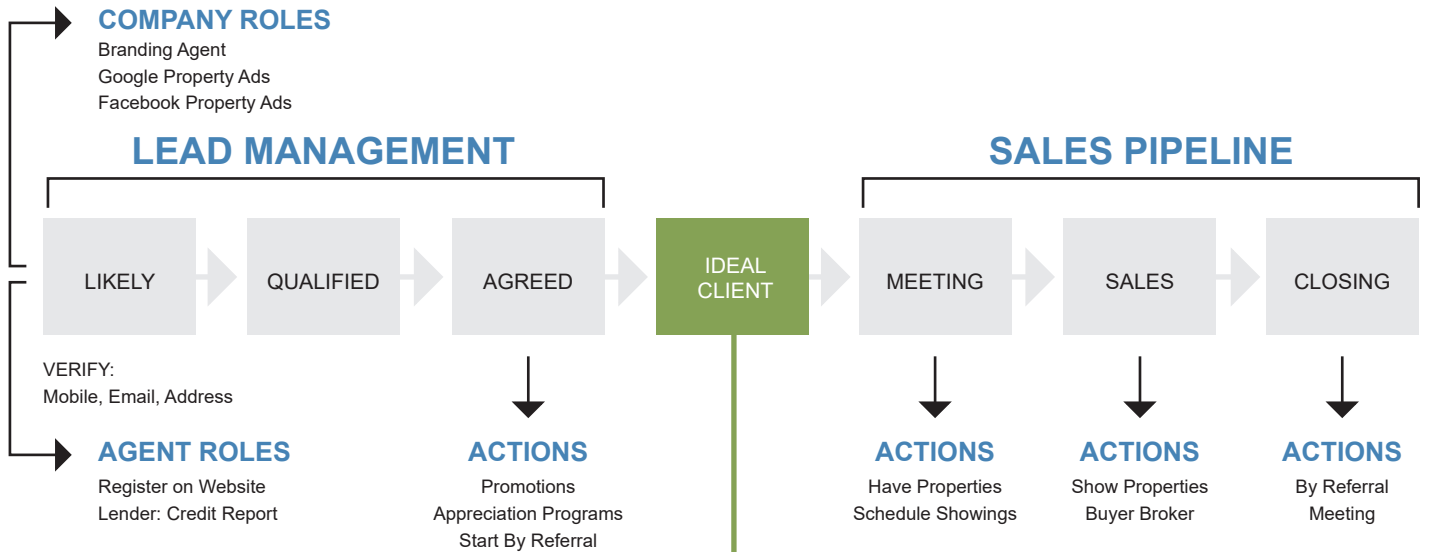 COMPANY ROLES
Branding Agent
Google Property Ads
Facebook Property Ads
LEAD MANAGEMENT
SALES PIPELINE
LIKELY
QUALIFIED
AGREED
IDEAL
CLIENT
MEETING
SALES
CLOSING
VERIFY:
Mobile, Email, Address
AGENT ROLES
Register on Website
Lender: Credit Report
ACTIONS
Promotions
Appreciation Programs
Start By Referral
ACTIONS
Have Properties
Schedule Showings
ACTIONS
Show Properties
Buyer Broker
ACTIONS
By Referral
Meeting